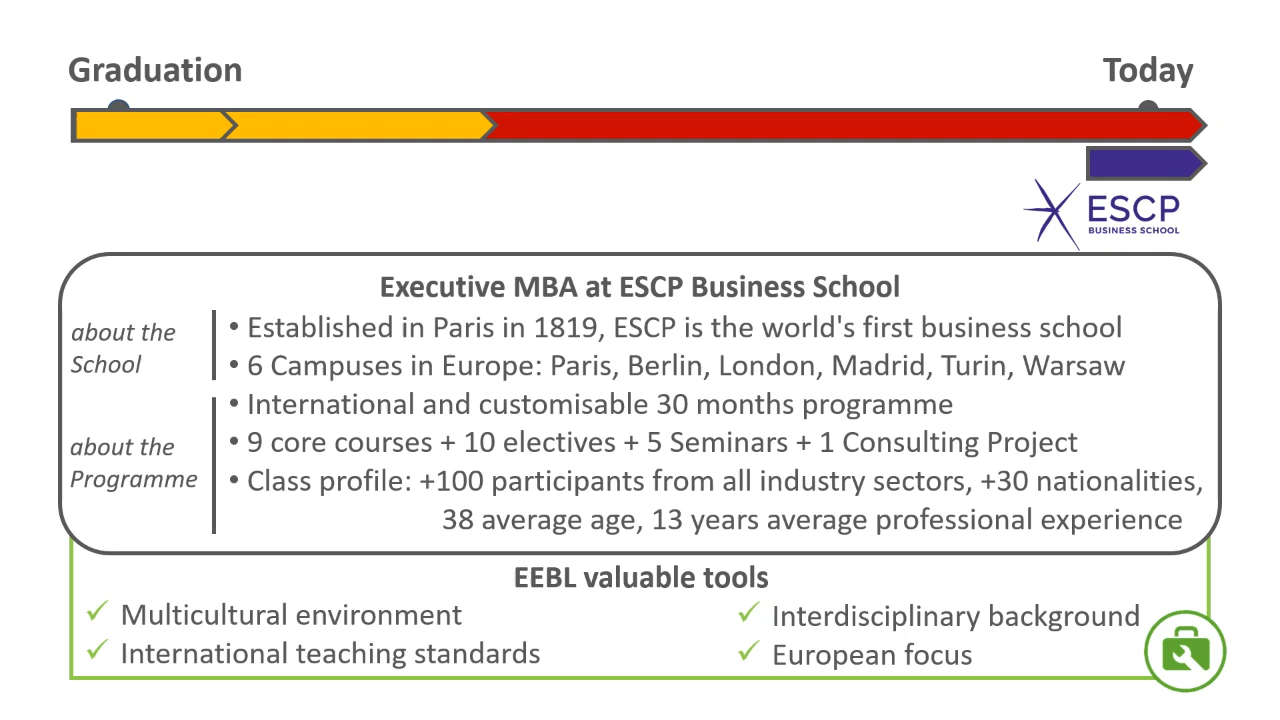 Graduation
Today
ESCP
BUSINESS SCHOOL
Executive MBA at ESCP Business School
about the
School
• Established in Paris in 1819, ESCP is the world's first business school
• 6 Campuses in Europe: Paris, Berlin, London, Madrid, Turin, Warsaw
about the
Programme
• International and customisable 30 months programme
• 9 core courses + 10 electives + 5 Seminars + 1 Consulting Project
• Class profile: +100 participants from all industry sectors, +30 nationalities,
38 average age, 13 years average professional experience
EEBL valuable tools
✓ Multicultural environment
✓ International teaching standards
✓ Interdisciplinary background
✓ European focus